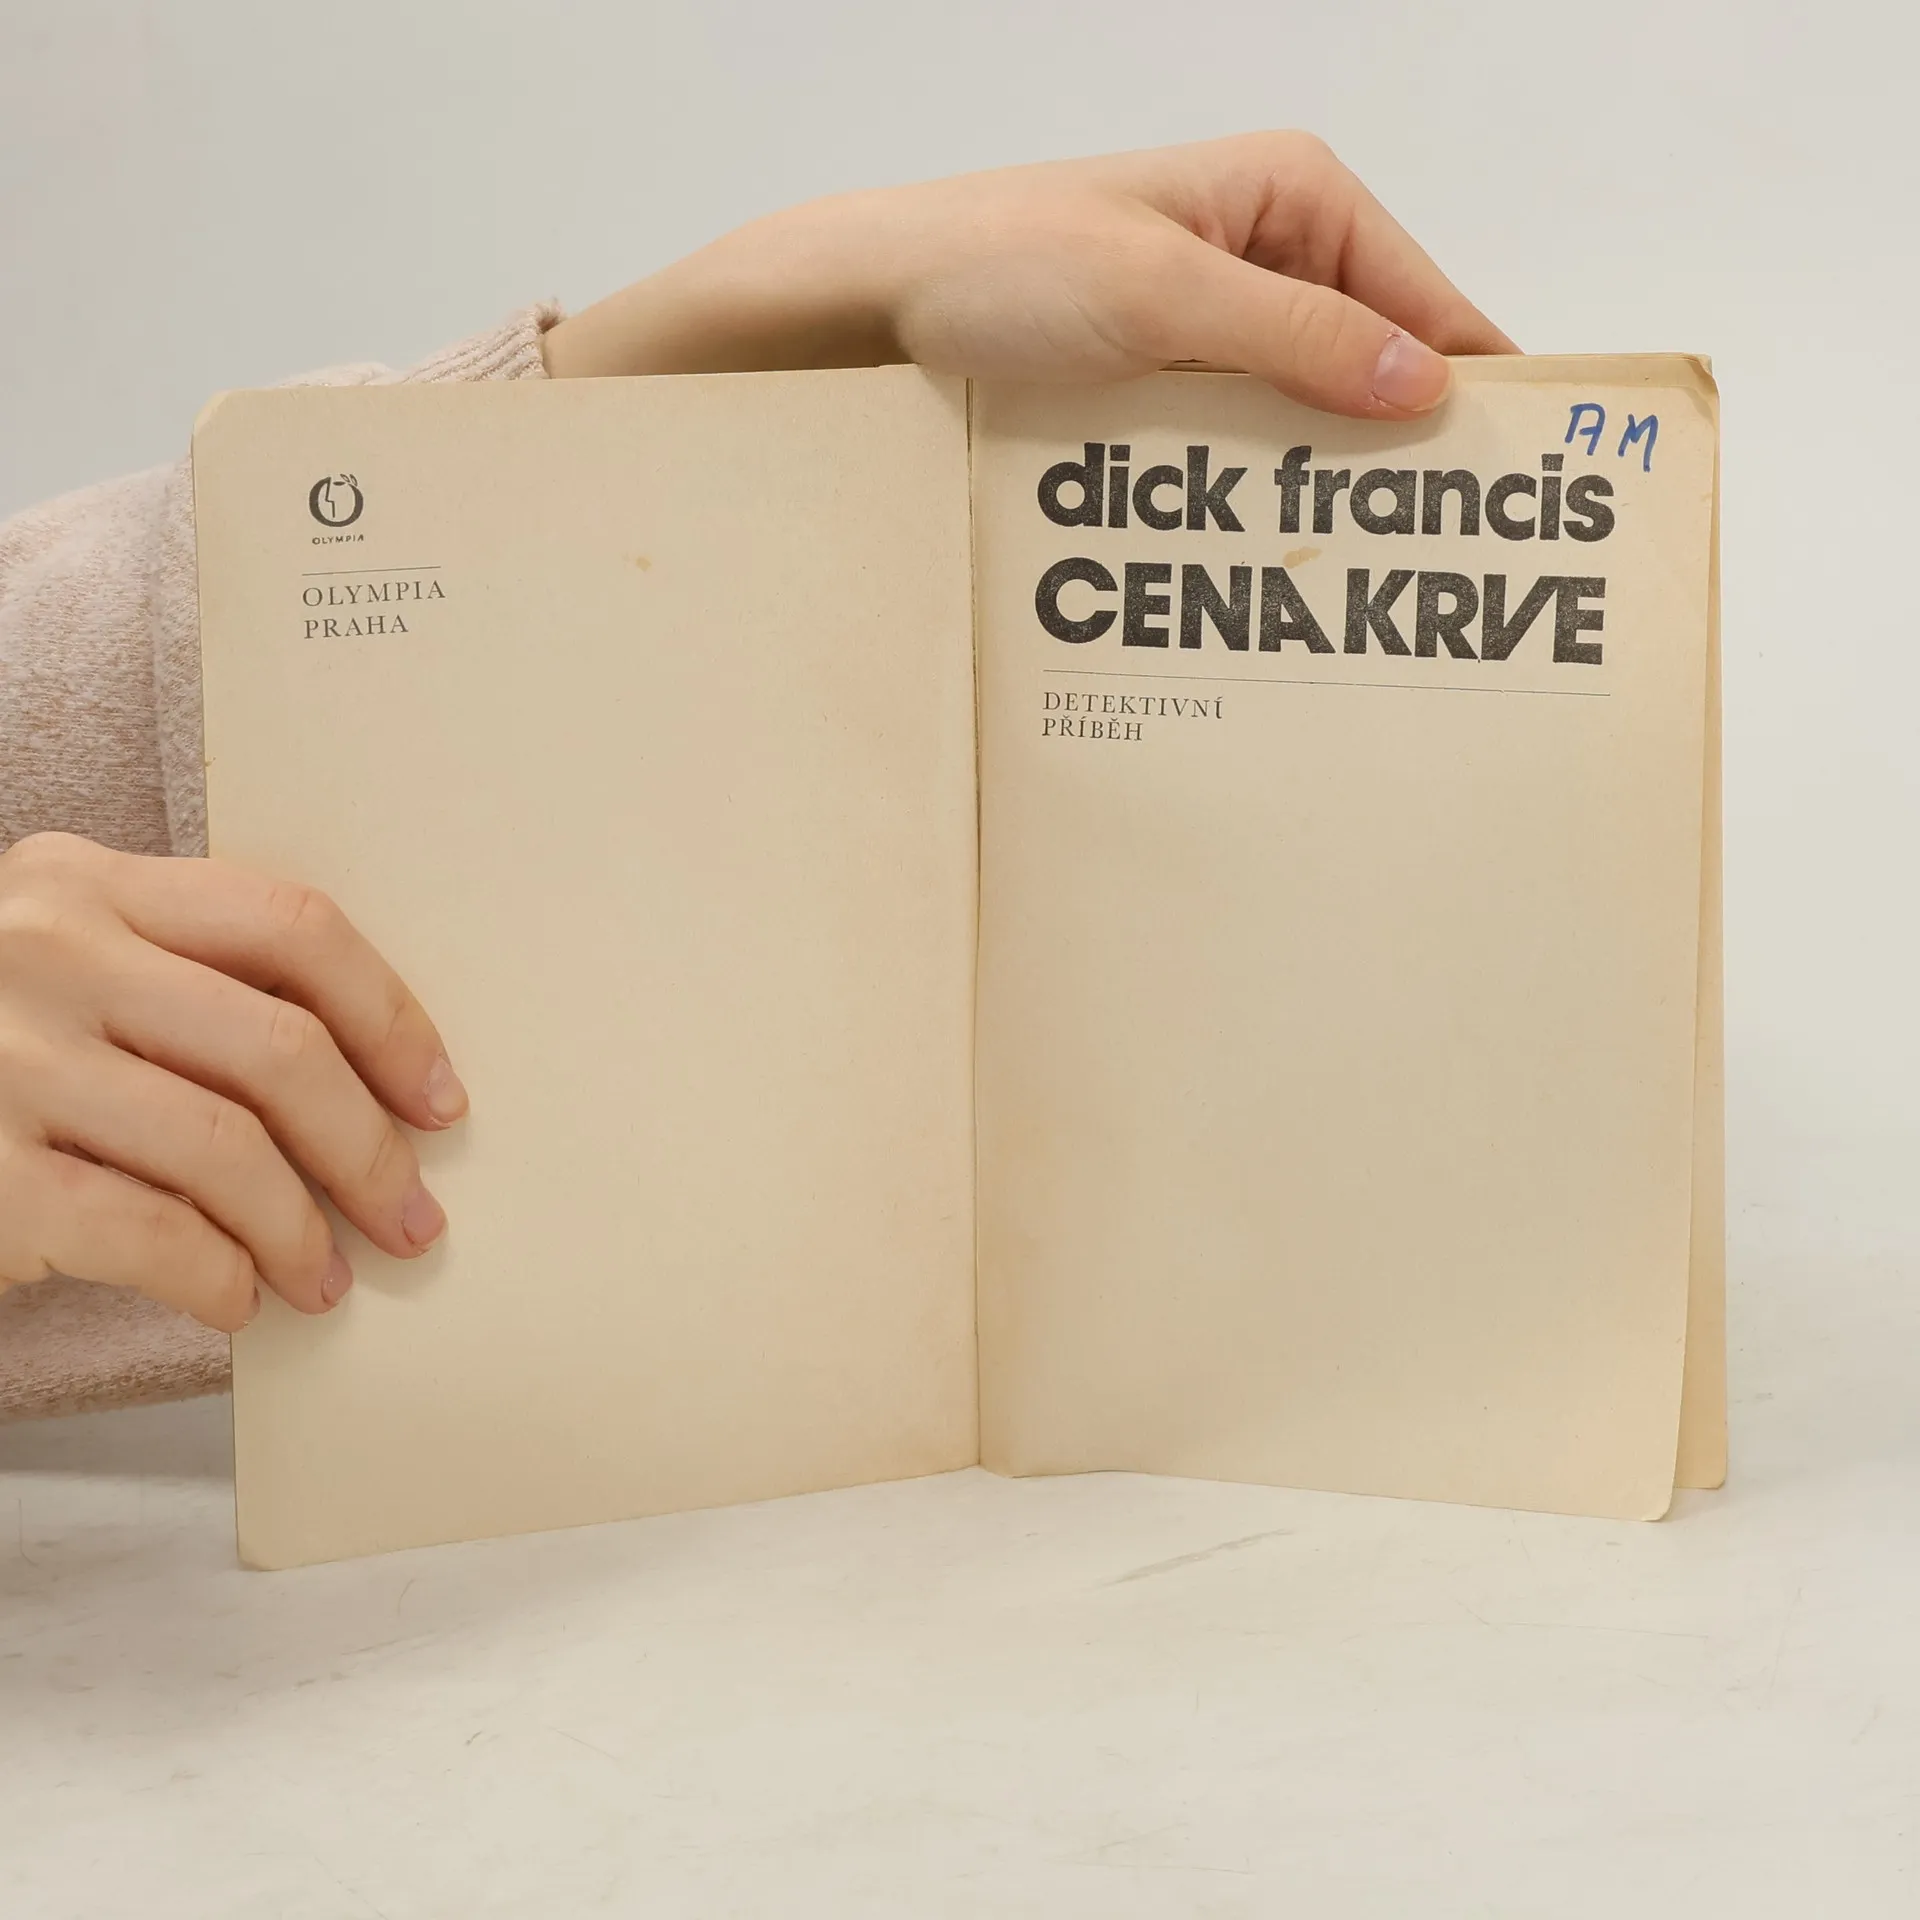 OLYMPIA
OLYMPIA
PRAHA
AM
dick francis
CENA KRVE
DETEKTIVNÍ
PŘÍBĚH